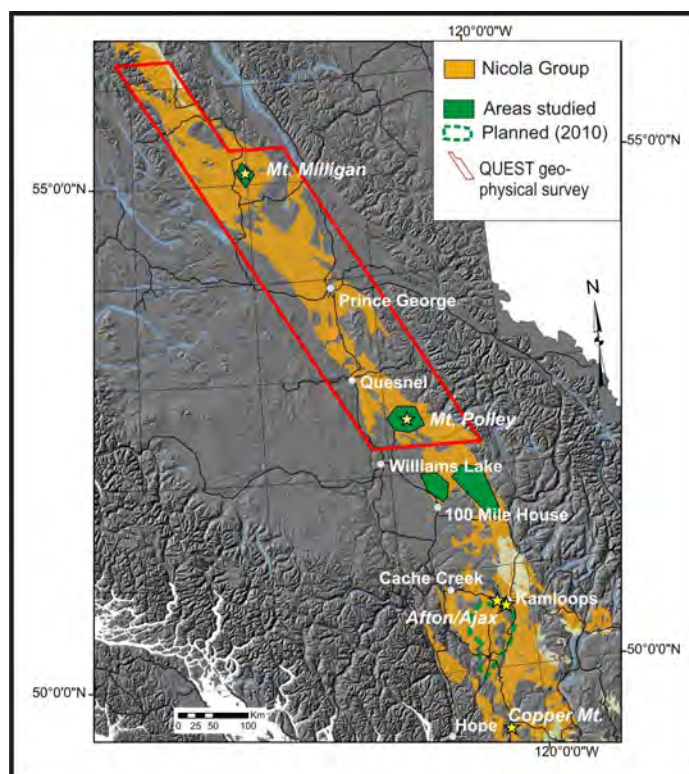 120°0'0"W
Nicola Group
Areas studied
Planned (2010)
QUEST geo-
physical survey
55°0'0"N
55°0'0"N
Mt. Milligan
N
Prince George
Quesnel
Mt. Polley
Williams Lake
100 Mile House
Cache Creek
Kamloops
Afton/Ajax
50°0'0"N
50°0'0"N
Copper Mt.
Hope
0 25 50 100
Km
120°0'0"W